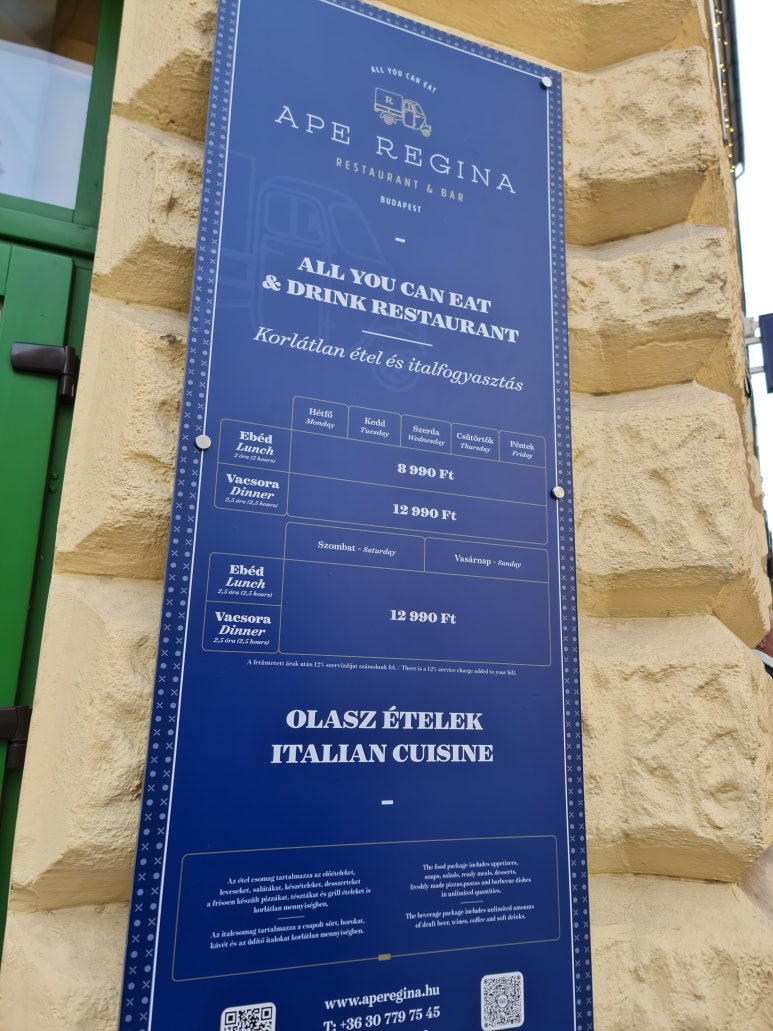 ALL YOU CAN EAT
R
APE REGINA
RESTAURANT & BAR
BUDAPEST
ALL YOU CAN EAT
& DRINK RESTAURANT
Korlátlan étel és italfogyasztás
Hétfő
Monday
Kedd
Tuesday
Szerda
Wednesday
Csütörtök
Thursday
Péntek
Friday
Ebéd
Lunch
2 óra (2 hours)
8 990 Ft
Vacsora
Dinner
2,5 óra (2,5 hours)
12 990 Ft
Szombat - Saturday
Vasárnap - Sunday
Ebéd
Lunch
2,5 óra (2,5 hours)
12 990 Ft
Vacsora
Dinner
2,5 óra (2,5 hours)
A feltüntetett árak után 12% szervizdíjat számolunk fel. / There is a 12% service charge added to your bill.
OLASZ ÉTELEK
ITALIAN CUISINE
Az étel csomag tartalmazza az előételeket,
leveseket, salátákat, készételeket, desszerteket
a frissen készült pizzákat, tésztákat és grill ételeket is
korlátlan mennyiségben.
Az italcsomag tartalmazza a csapolt sört, borokat,
kávét és az üdítő italokat korlátlan mennyiségben.
The food package includes appetizers,
soups, salads, ready meals, desserts,
freshly made pizzas,pastas and barbecue dishes
in unlimited quantities.
The beverage package includes unlimited amounts
of draft beer, wines, coffee and soft drinks.
www.aperegina.hu
T: +36 30 779 75 45